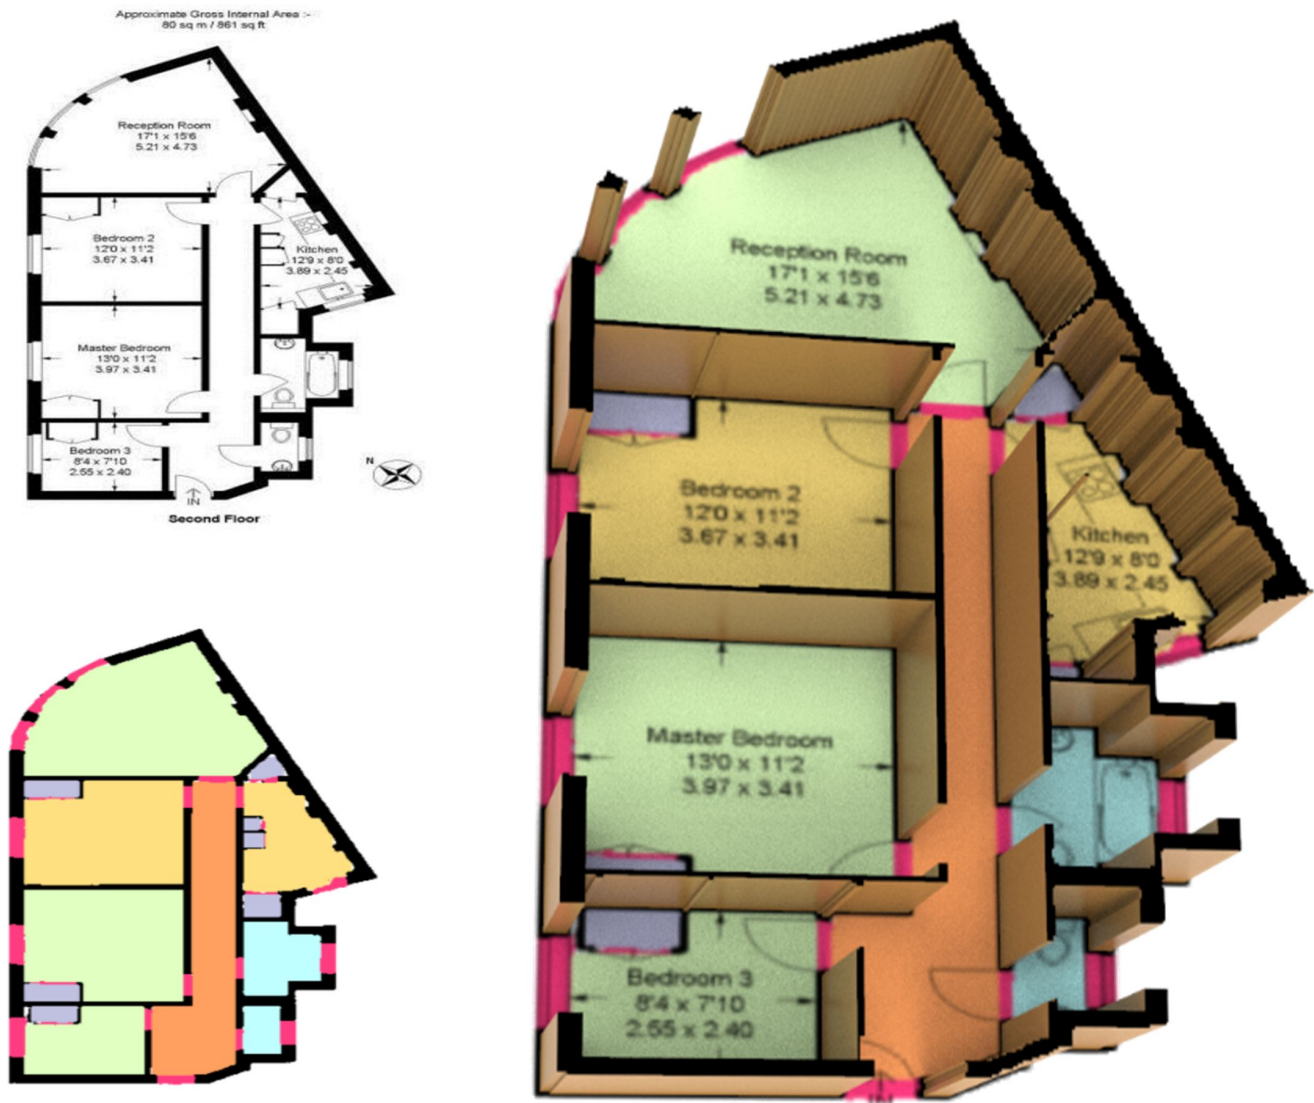 Approximate Gross Internal Area :-
80 sq m / 861 sq ft
Reception Room
17'1 x 15'6
5.21 x 4.73
Bedroom 2
12'0 x 11'2
3.67 x 3.41
Kitchen
12'9 x 8'0
3.89 x 2.45
Master Bedroom
13'0 x 11'2
3.97 x 3.41
Bedroom 3
8'4 x 7'10
2.55 x 2.40
IN
N
Second Floor
Reception Room
17'1 x 15'6
5.21 x 4.73
Bedroom 2
12'0 x 11'2
3.67 x 3.41
Kitchen
12'9 x 8'0
3.89 x 2.45
Master Bedroom
13'0 x 11'2
3.97 x 3.41
Bedroom 3
8'4 x 7'10
2.55 x 2.40
IN